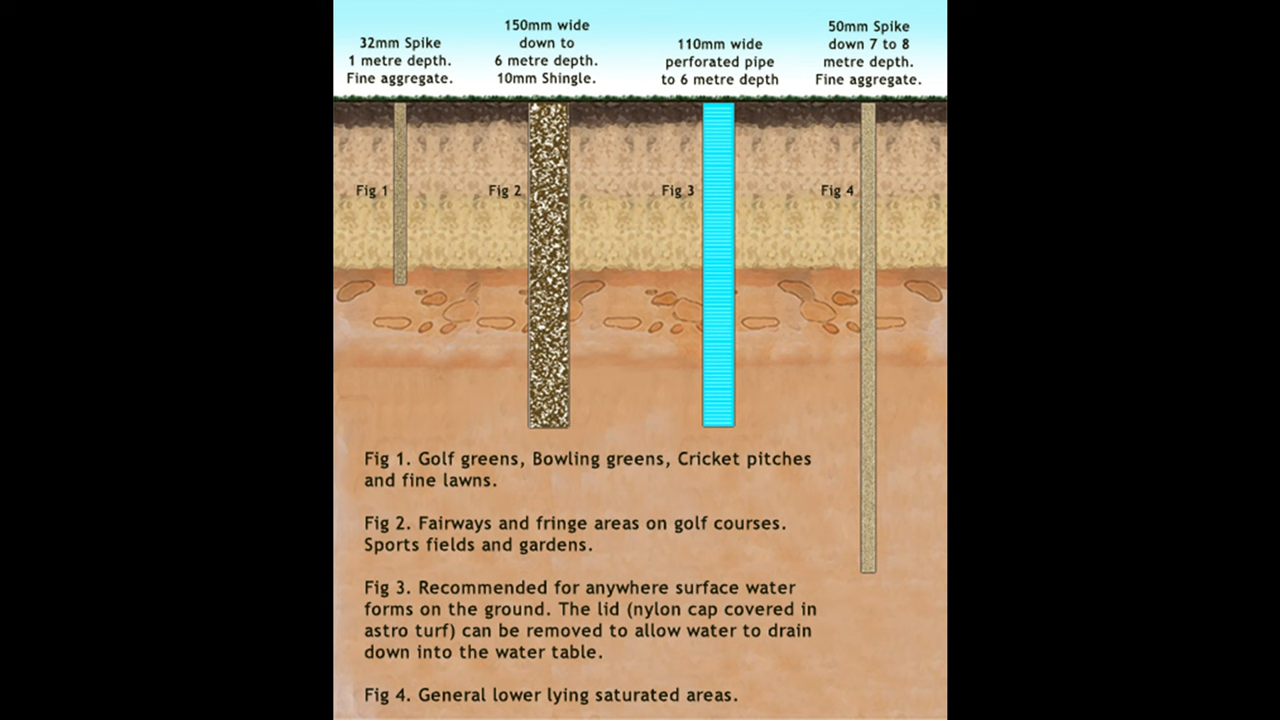 32mm Spike
1 metre depth.
Fine aggregate.
150mm wide
down to
6 metre depth.
10mm Shingle.
110mm wide
perforated pipe
to 6 metre depth
50mm Spike
down 7 to 8
metre depth.
Fine aggregate.
Fig 1
Fig 2
Fig 3
Fig 4
Fig 1. Golf greens, Bowling greens, Cricket pitches
and fine lawns.
Fig 2. Fairways and fringe areas on golf courses.
Sports fields and gardens.
Fig 3. Recommended for anywhere surface water
forms on the ground. The lid (nylon cap covered in
astro turf) can be removed to allow water to drain
down into the water table.
Fig 4. General lower lying saturated areas.